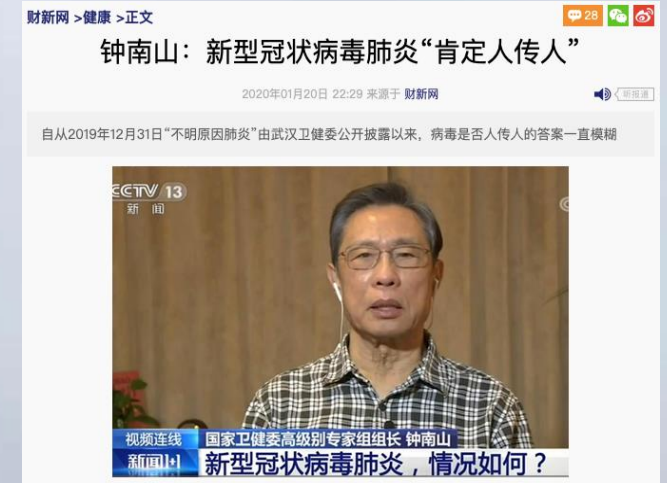 财新网 >健康 >正文
28
钟南山：新型冠状病毒肺炎“肯定人传人”
2020年01月20日 22:29 来源于 财新网
听报道
自从2019年12月31日“不明原因肺炎”由武汉卫健委公开披露以来，病毒是否人传人的答案一直模糊
CCTV 13
新闻
视频连线 国家卫健委高级别专家组组长 钟南山
新闻1+1 新型冠状病毒肺炎，情况如何？